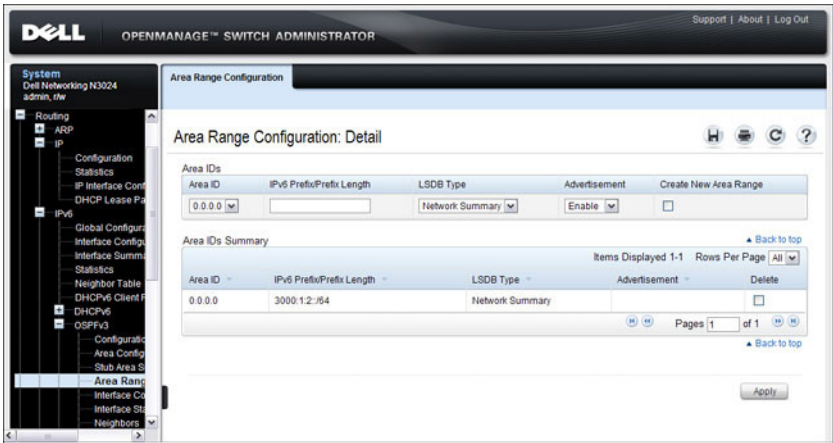 Support | About | Log Out
DELL OPENMANAGE™ SWITCH ADMINISTRATOR
System
Dell Networking N3024
admin, r/w
Routing
ARP
IP
Configuration
Statistics
IP Interface Conf
DHCP Lease Pa
IPv6
Global Configura
Interface Configu
Interface Summa
Statistics
Neighbor Table
DHCPv6 Client P
DHCPv6
OSPFv3
Configuratio
Area Config
Stub Area S
Area Rang
Interface Co
Interface Sta
Neighbors
Area Range Configuration
Area Range Configuration: Detail
Area IDs
Area ID IPv6 Prefix/Prefix Length LSDB Type Advertisement Create New Area Range
0.0.0.0 Network Summary Enable
Area IDs Summary Back to top
Items Displayed 1-1 Rows Per Page All
Area ID IPv6 Prefix/Prefix Length LSDB Type Advertisement Delete
0.0.0.0 3000:1:2::/64 Network Summary
Pages 1 of 1
Back to top
Apply